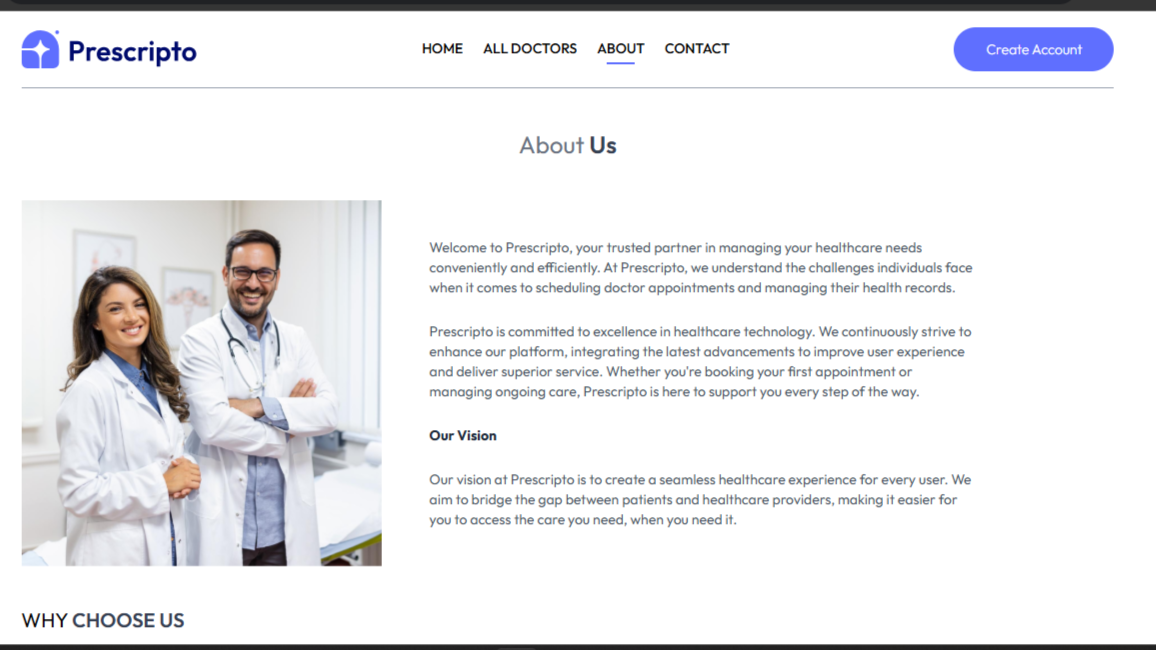 Prescripto
HOME ALL DOCTORS ABOUT CONTACT
Create Account
About Us
Welcome to Prescripto, your trusted partner in managing your healthcare needs
conveniently and efficiently. At Prescripto, we understand the challenges individuals face
when it comes to scheduling doctor appointments and managing their health records.
Prescripto is committed to excellence in healthcare technology. We continuously strive to
enhance our platform, integrating the latest advancements to improve user experience
and deliver superior service. Whether you're booking your first appointment or
managing ongoing care, Prescripto is here to support you every step of the way.
Our Vision
Our vision at Prescripto is to create a seamless healthcare experience for every user. We
aim to bridge the gap between patients and healthcare providers, making it easier for
you to access the care you need, when you need it.
WHY CHOOSE US